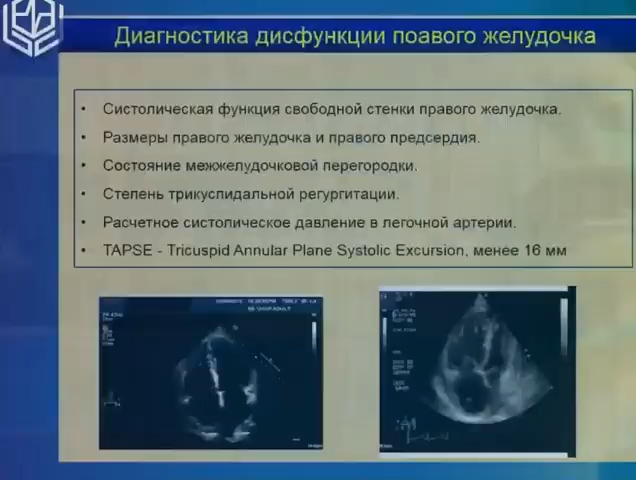 Диагностика дисфункции поавого желудочка
• Систолическая функция свободной стенки правого желудочка.
• Размеры правого желудочка и правого предсердия.
• Состояние межжелудочковой перегородки.
• Степень трикуспидальной регургитации.
• Расчетное систолическое давление в легочной артерии.
• TAPSE - Tricuspid Annular Plane Systolic Excursion, менее 16 мм